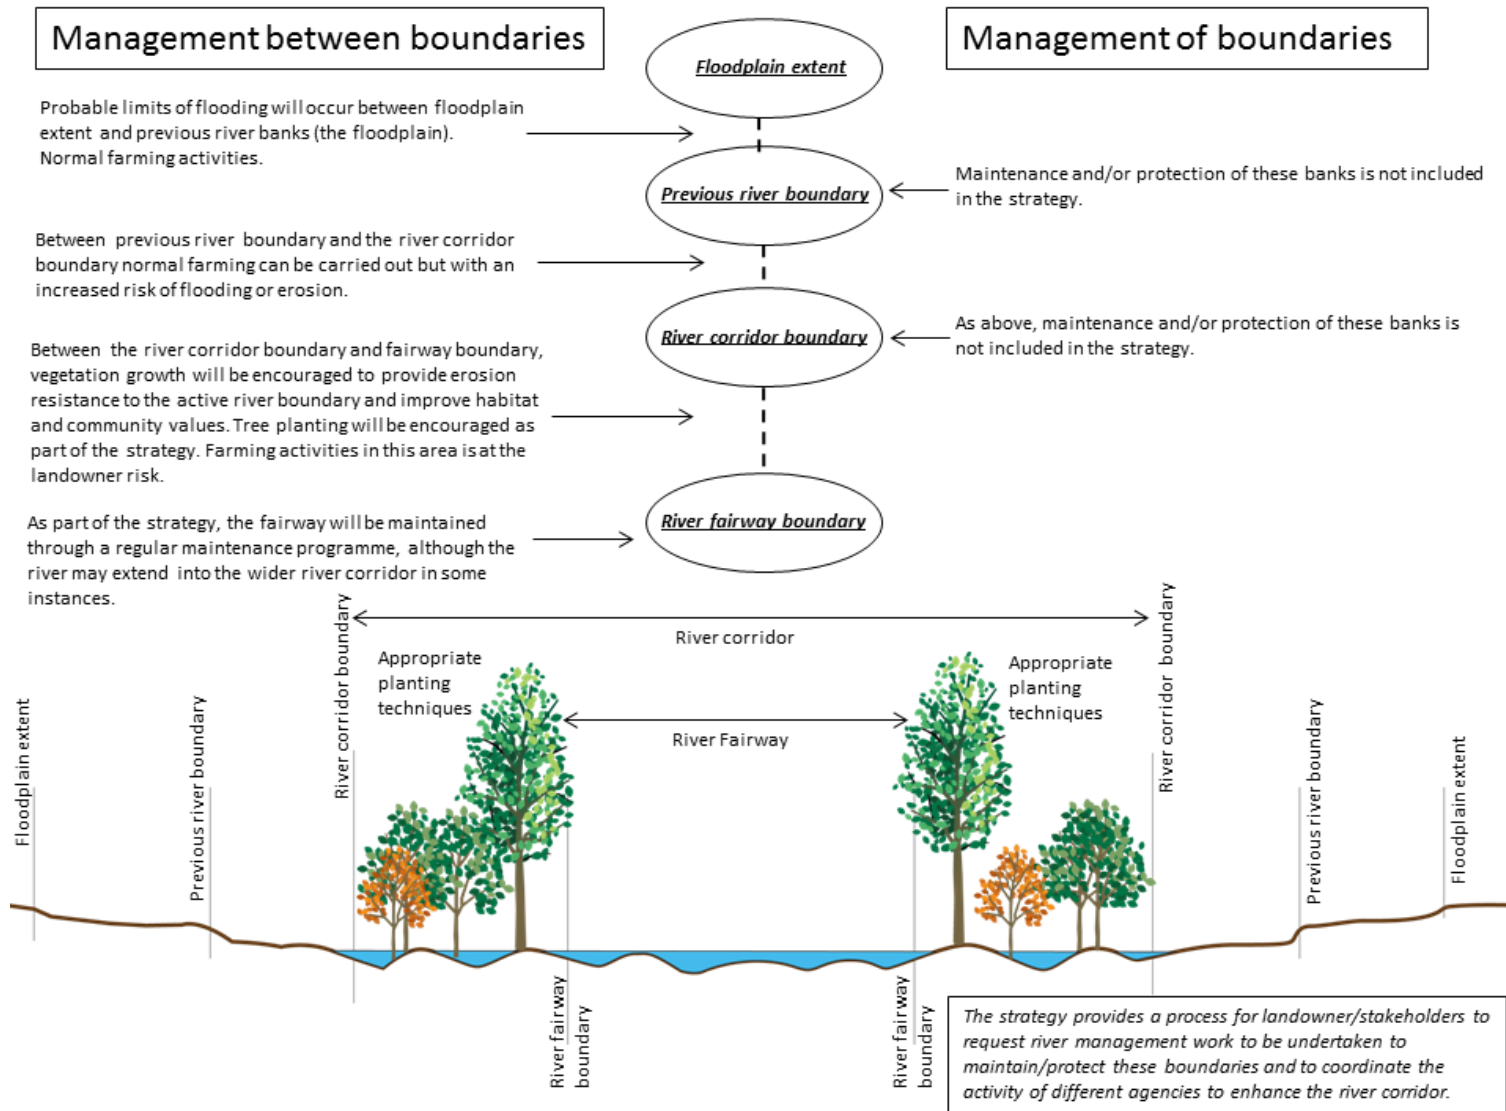 Management between boundaries
Management of boundaries
Floodplain extent
Probable limits of flooding will occur between floodplain
extent and previous river banks (the floodplain).
Normal farming activities.
Previous river boundary
Maintenance and/or protection of these banks is not included
in the strategy.
Between previous river boundary and the river corridor
boundary normal farming can be carried out but with an
increased risk of flooding or erosion.
River corridor boundary
As above, maintenance and/or protection of these banks is
not included in the strategy.
Between the river corridor boundary and fairway boundary,
vegetation growth will be encouraged to provide erosion
resistance to the active river boundary and improve habitat
and community values. Tree planting will be encouraged as
part of the strategy. Farming activities in this area is at the
landowner risk.
River fairway boundary
As part of the strategy, the fairway will be maintained
through a regular maintenance programme, although the
river may extend into the wider river corridor in some
instances.
River corridor
Appropriate
planting
techniques
Appropriate
planting
techniques
River Fairway
Floodplain extent
Previous river boundary
River corridor boundary
River corridor boundary
Previous river boundary
Floodplain extent
River fairway
boundary
River fairway
boundary
The strategy provides a process for landowner/stakeholders to
request river management work to be undertaken to
maintain/protect these boundaries and to coordinate the
activity of different agencies to enhance the river corridor.